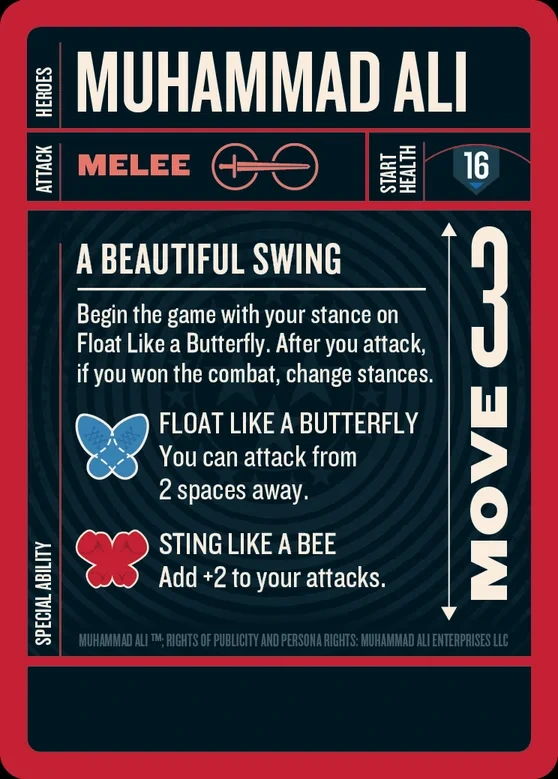 HEROES
MUHAMMAD ALI
ATTACK
MELEE
START
HEALTH
16
A BEAUTIFUL SWING
Begin the game with your stance on
Float Like a Butterfly. After you attack,
if you won the combat, change stances.
FLOAT LIKE A BUTTERFLY
You can attack from
2 spaces away.
STING LIKE A BEE
Add +2 to your attacks.
MOVE 3
SPECIAL ABILITY
MUHAMMAD ALI ™; RIGHTS OF PUBLICITY AND PERSONA RIGHTS: MUHAMMAD ALI ENTERPRISES LLC